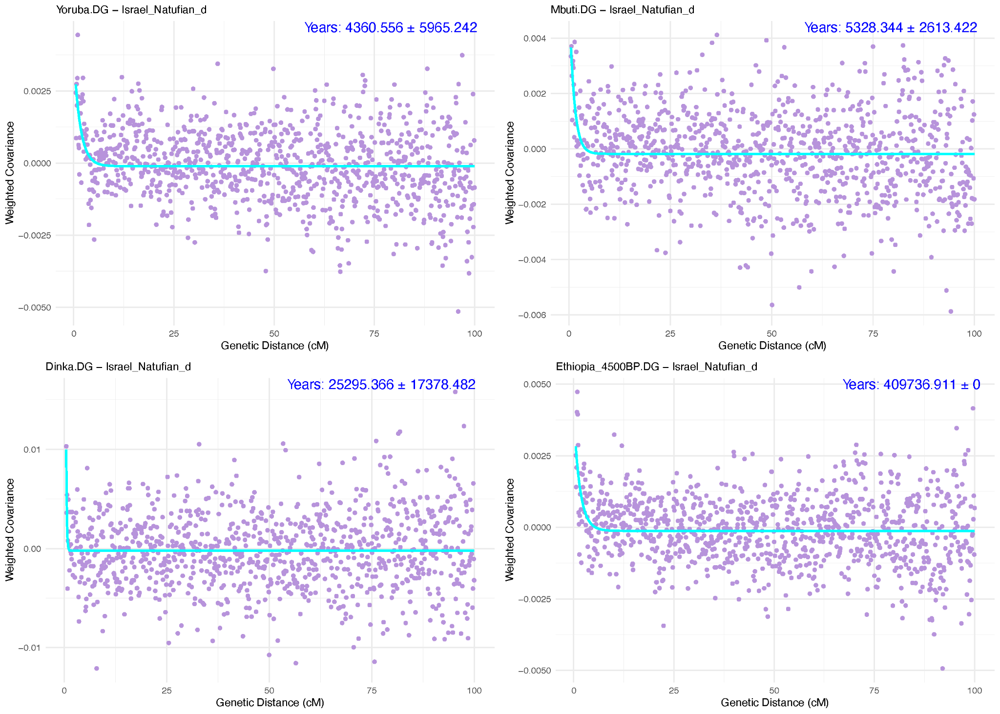 Yoruba.DG – Israel_Natufian_d
Years: 4360.556 ± 5965.242
0.0025
0.0000
−0.0025
−0.0050
Weighted Covariance
0 25 50 75 100
Genetic Distance (cM)
Mbuti.DG – Israel_Natufian_d
Years: 5328.344 ± 2613.422
0.004
0.002
0.000
−0.002
−0.004
−0.006
Weighted Covariance
0 25 50 75 100
Genetic Distance (cM)
Dinka.DG – Israel_Natufian_d
Years: 25295.366 ± 17378.482
0.01
0.00
−0.01
Weighted Covariance
0 25 50 75 100
Genetic Distance (cM)
Ethiopia_4500BP.DG – Israel_Natufian_d
Years: 409736.911 ± 0
0.0050
0.0025
0.0000
−0.0025
−0.0050
Weighted Covariance
0 25 50 75 100
Genetic Distance (cM)